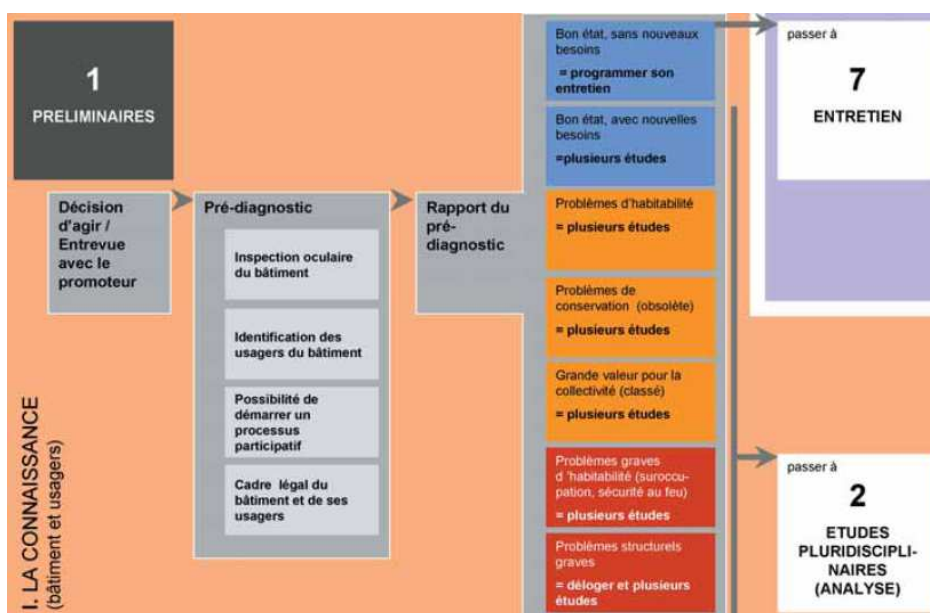 1
PRELIMINAIRES
Décision
d'agir /
Entrevue
avec le
promoteur
Pré-diagnostic
Inspection oculaire
du bâtiment
Identification des
usagers du bâtiment
Possibilité de
démarrer un
processus
participatif
Cadre légal du
bâtiment et de ses
usagers
Rapport du
pré-
diagnostic
Bon état, sans nouveaux
besoins
= programmer son
entretien
Bon état, avec nouvelles
besoins
=plusieurs études
Problèmes d'habitabilité
= plusieurs études
Problèmes de
conservation (obsolète)
= plusieurs études
Grande valeur pour la
collectivité (classé)
= plusieurs études
Problèmes graves
d 'habitabilité (suroccu-
pation, sécurité au feu)
= plusieurs études
Problèmes structurels
graves
= déloger et plusieurs
études
passer à
7
ENTRETIEN
passer à
2
ETUDES
PLURIDISCIPLI-
NAIRES
(ANALYSE)
I. LA CONNAISSANCE
(bâtiment et usagers)